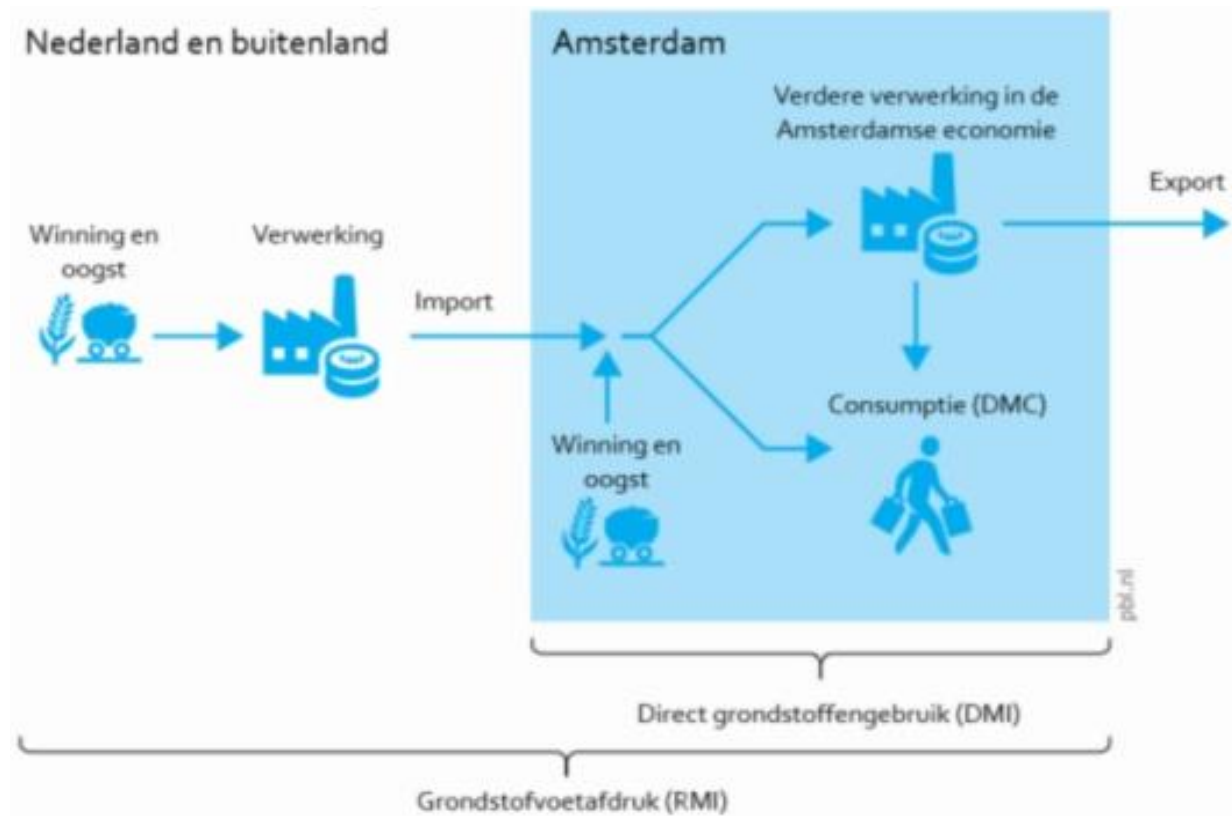 Nederland en buitenland
Amsterdam
Verdere verwerking in de
Amsterdamse economie
Export
Winning en
oogst
Verwerking
Import
Consumptie (DMC)
Winning en
oogst
pbl.nl
Direct grondstoffengebruik (DMI)
Grondstofvoetafdruk (RMI)